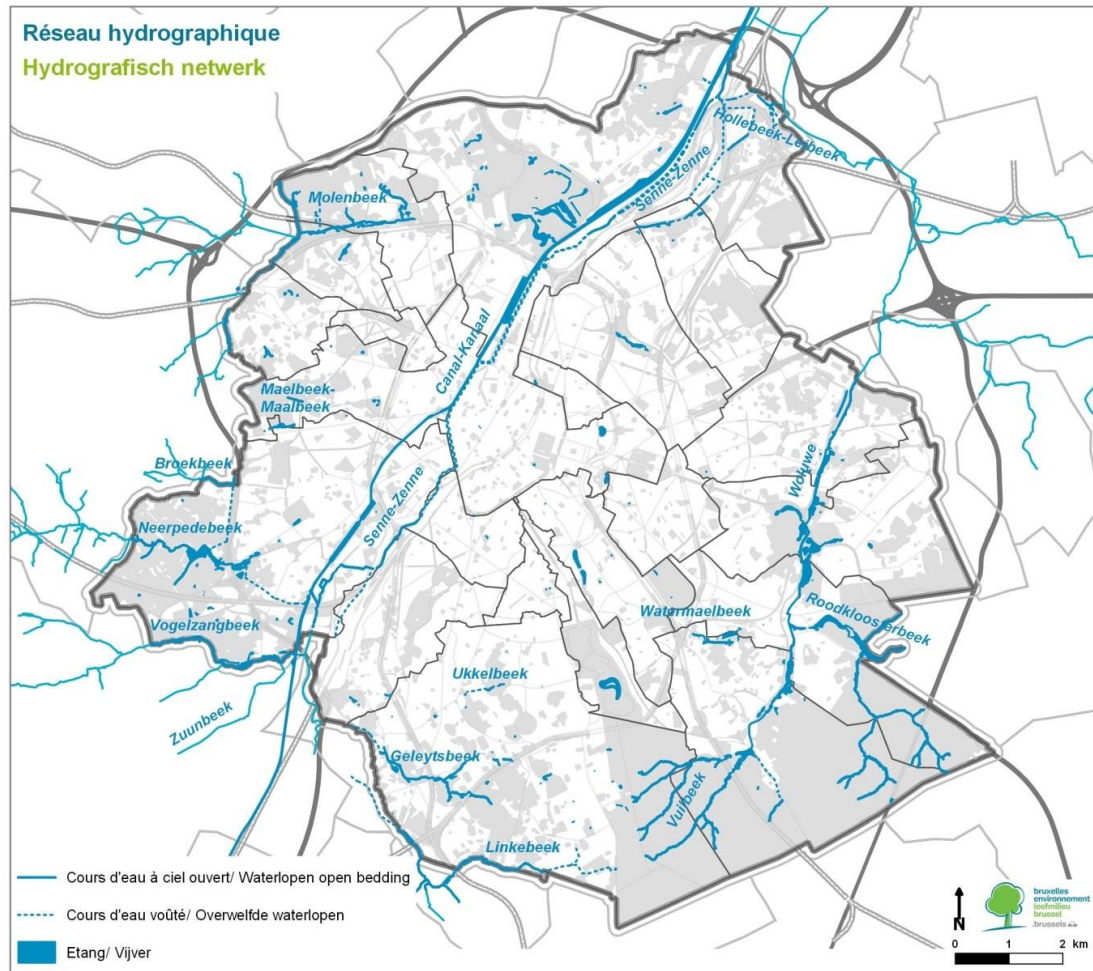 Réseau hydrographique
Hydrografisch netwerk
Hollebeek-Leibeek
Senne-Zenne
Molenbeek
Canal-Kanaal
Maelbeek-
Maalbeek
Broekbeek
Senne-Zenne
Woluwe
Neerpedebeek
Watermaelbeek
Roodkloosterbeek
Vogelzangbeek
Ukkelbeek
Zuunbeek
Geleytsbeek
Vuilbeek
Linkebeek
Cours d'eau à ciel ouvert/ Waterlopen open bedding
Cours d'eau voûté/ Overwelfde waterlopen
Etang/ Vijver
N
bruxelles
environnement
leefmilieu
brussel
.brussels
0 1 2 km